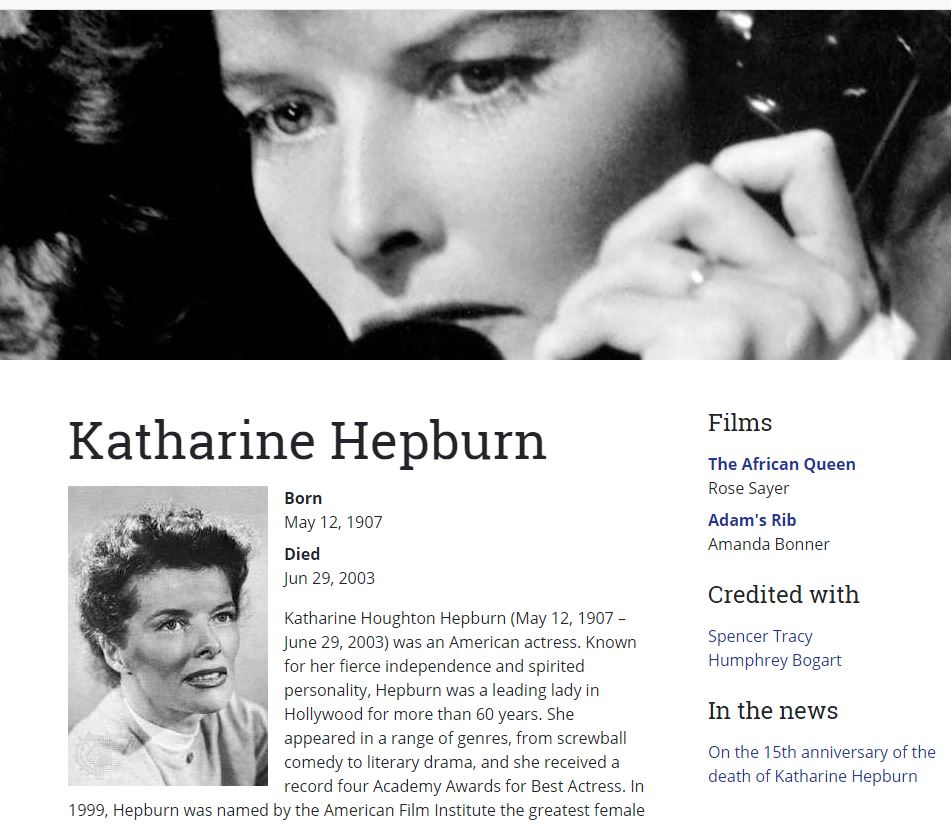 Katharine Hepburn
Born
May 12, 1907
Died
Jun 29, 2003
Katharine Houghton Hepburn (May 12, 1907 –
June 29, 2003) was an American actress. Known
for her fierce independence and spirited
personality, Hepburn was a leading lady in
Hollywood for more than 60 years. She
appeared in a range of genres, from screwball
comedy to literary drama, and she received a
record four Academy Awards for Best Actress. In
1999, Hepburn was named by the American Film Institute the greatest female
Films
The African Queen
Rose Sayer
Adam's Rib
Amanda Bonner
Credited with
Spencer Tracy
Humphrey Bogart
In the news
On the 15th anniversary of the
death of Katharine Hepburn